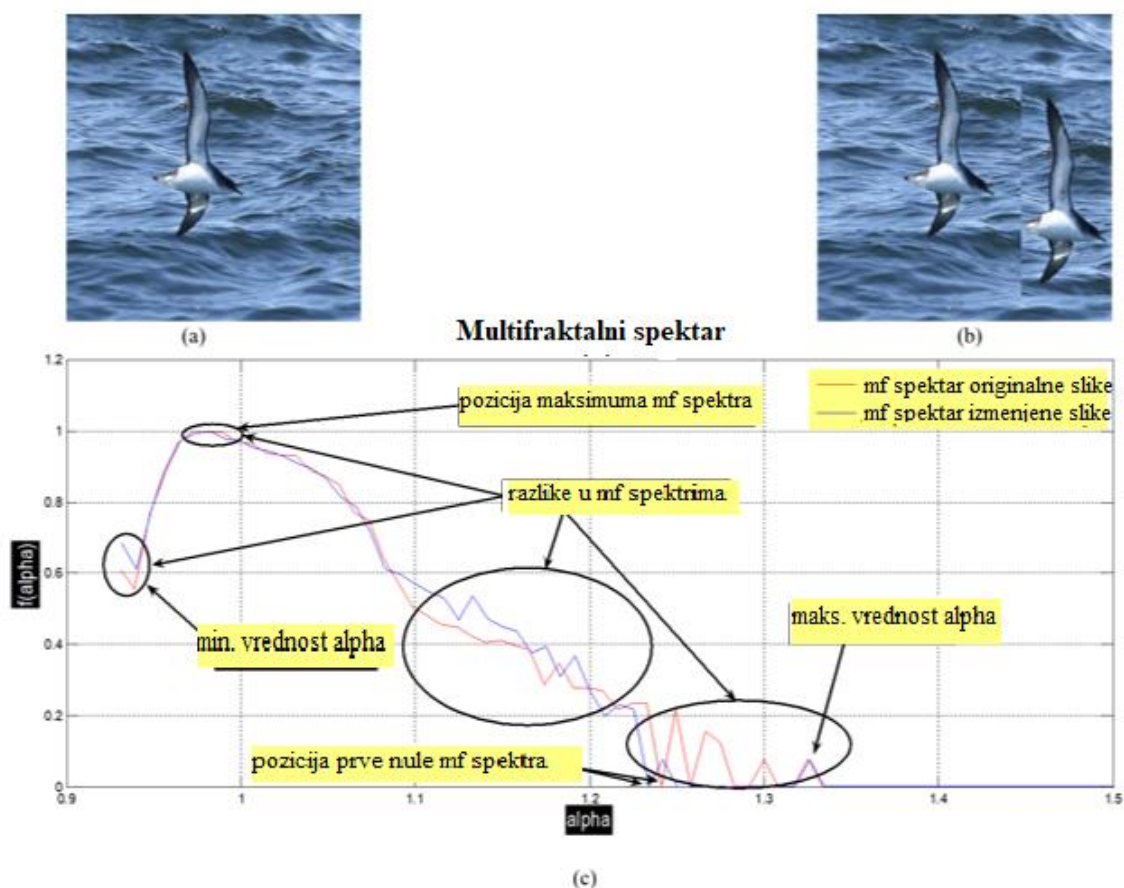 (a)
(b)
Multifraktalni spektar
1.2
1
0.8
0.6
0.4
0.2
0
f(alpha)
pozicija maksimuma mf spektra
mf spektar originalne slike
mf spektar izmenjene slike
razlike u mf spektrima
min. vrednost alpha
maks. vrednost alpha
pozicija prve nule mf spektra
0.9
1
1.1
1.2
1.3
1.4
1.5
alpha
(c)